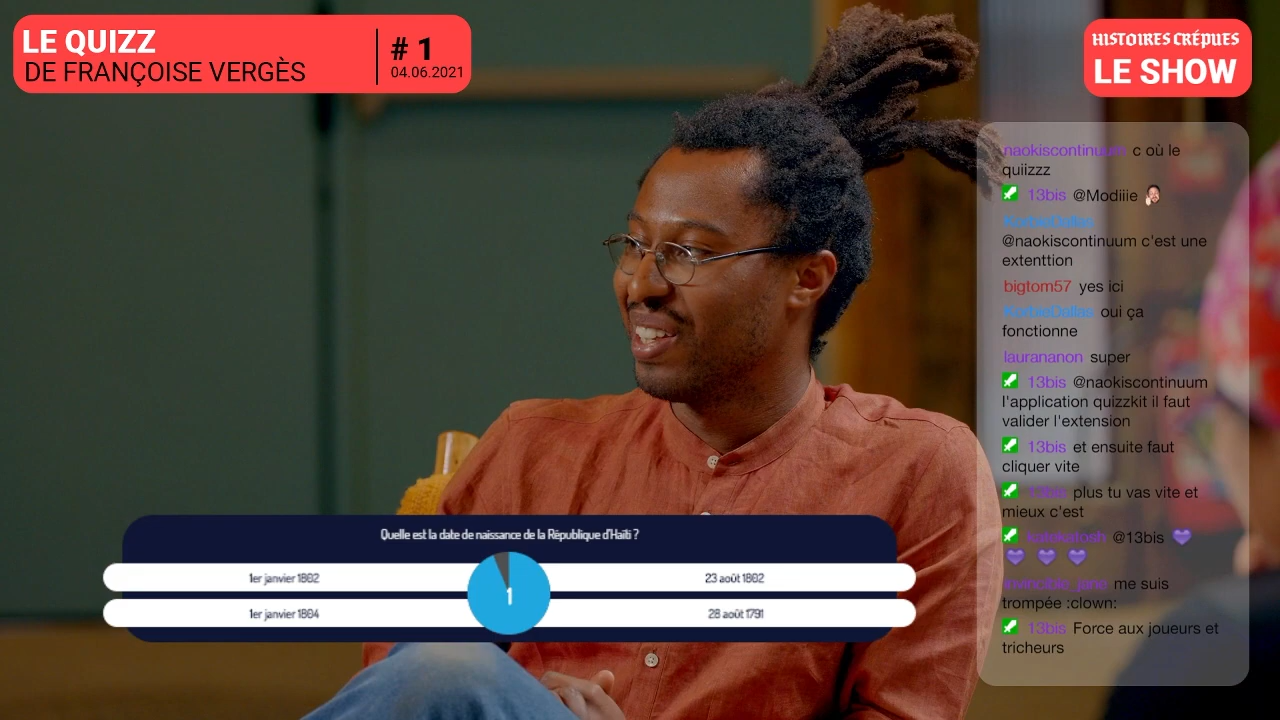 LE QUIZZ
DE FRANÇOISE VERGÈS
# 1
04.06.2021
HISTOIRES CRÉPUES
LE SHOW
naokiscontinuum c où le
quiizzz
13bis @Modiiie
@naokiscontinuum c'est une
extenttion
bigtom57 yes ici
oui ça
fonctionne
laurananon super
13bis @naokiscontinuum
l'application quizzkit il faut
valider l'extension
13bis et ensuite faut
cliquer vite
13bis plus tu vas vite et
mieux c'est
@13bis
me suis
trompée :clown:
13bis Force aux joueurs et
tricheurs
Quelle est la date de naissance de la République d'Haïti ?
1er janvier 1802
23 août 1802
1
1er janvier 1804
28 août 1791